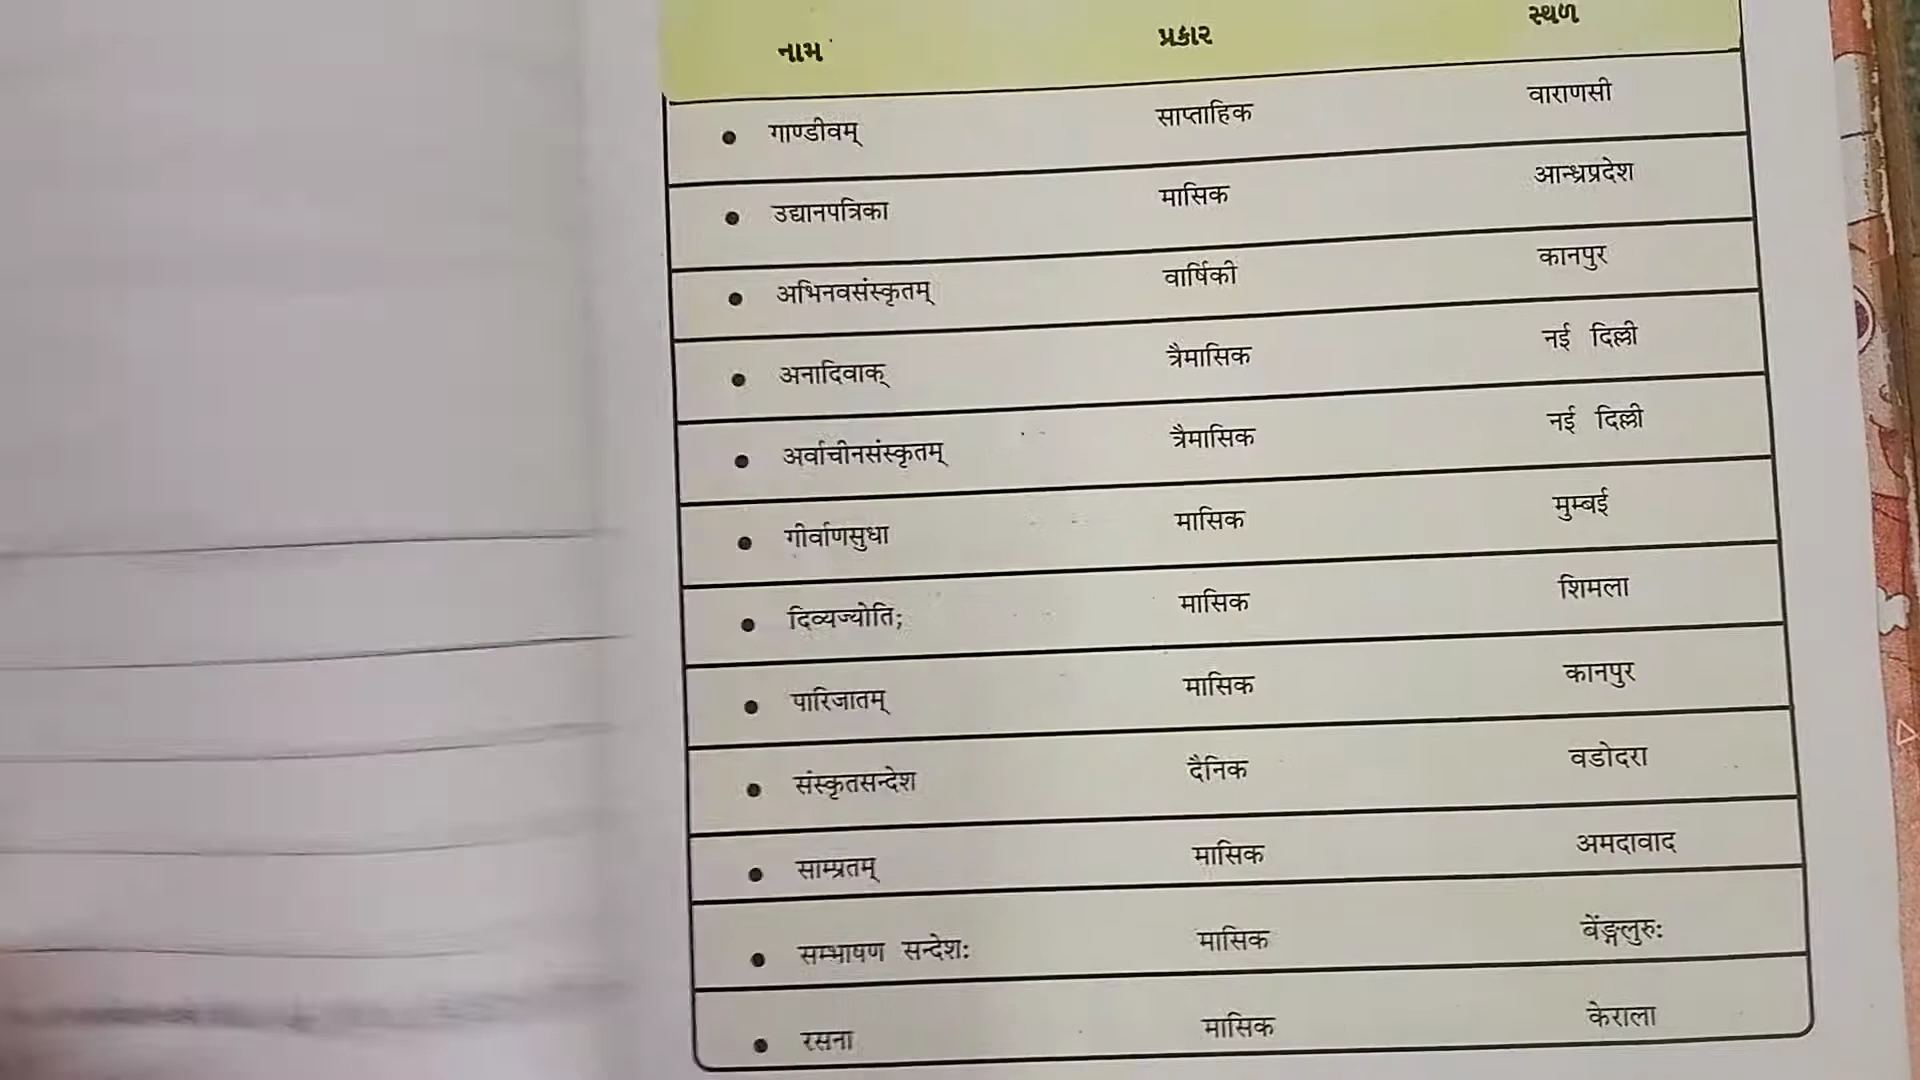 નામ પ્રકાર સ્થળ
• गाण्डीवम् साप्ताहिक वाराणसी
• उद्यानपत्रिका मासिक आन्ध्रप्रदेश
• अभिनवसंस्कृतम् वार्षिकी कानपुर
• अनादिवाक् त्रैमासिक नई दिल्ली
• अर्वाचीनसंस्कृतम् त्रैमासिक नई दिल्ली
• गीर्वाणसुधा मासिक मुम्बई
• दिव्यज्योति; मासिक शिमला
• पारिजातम् मासिक कानपुर
• संस्कृतसन्देश दैनिक वडोदरा
• साम्प्रतम् मासिक अमदावाद
• सम्भाषण सन्देश: मासिक बेंङ्गलुरु:
• रसना मासिक केराला